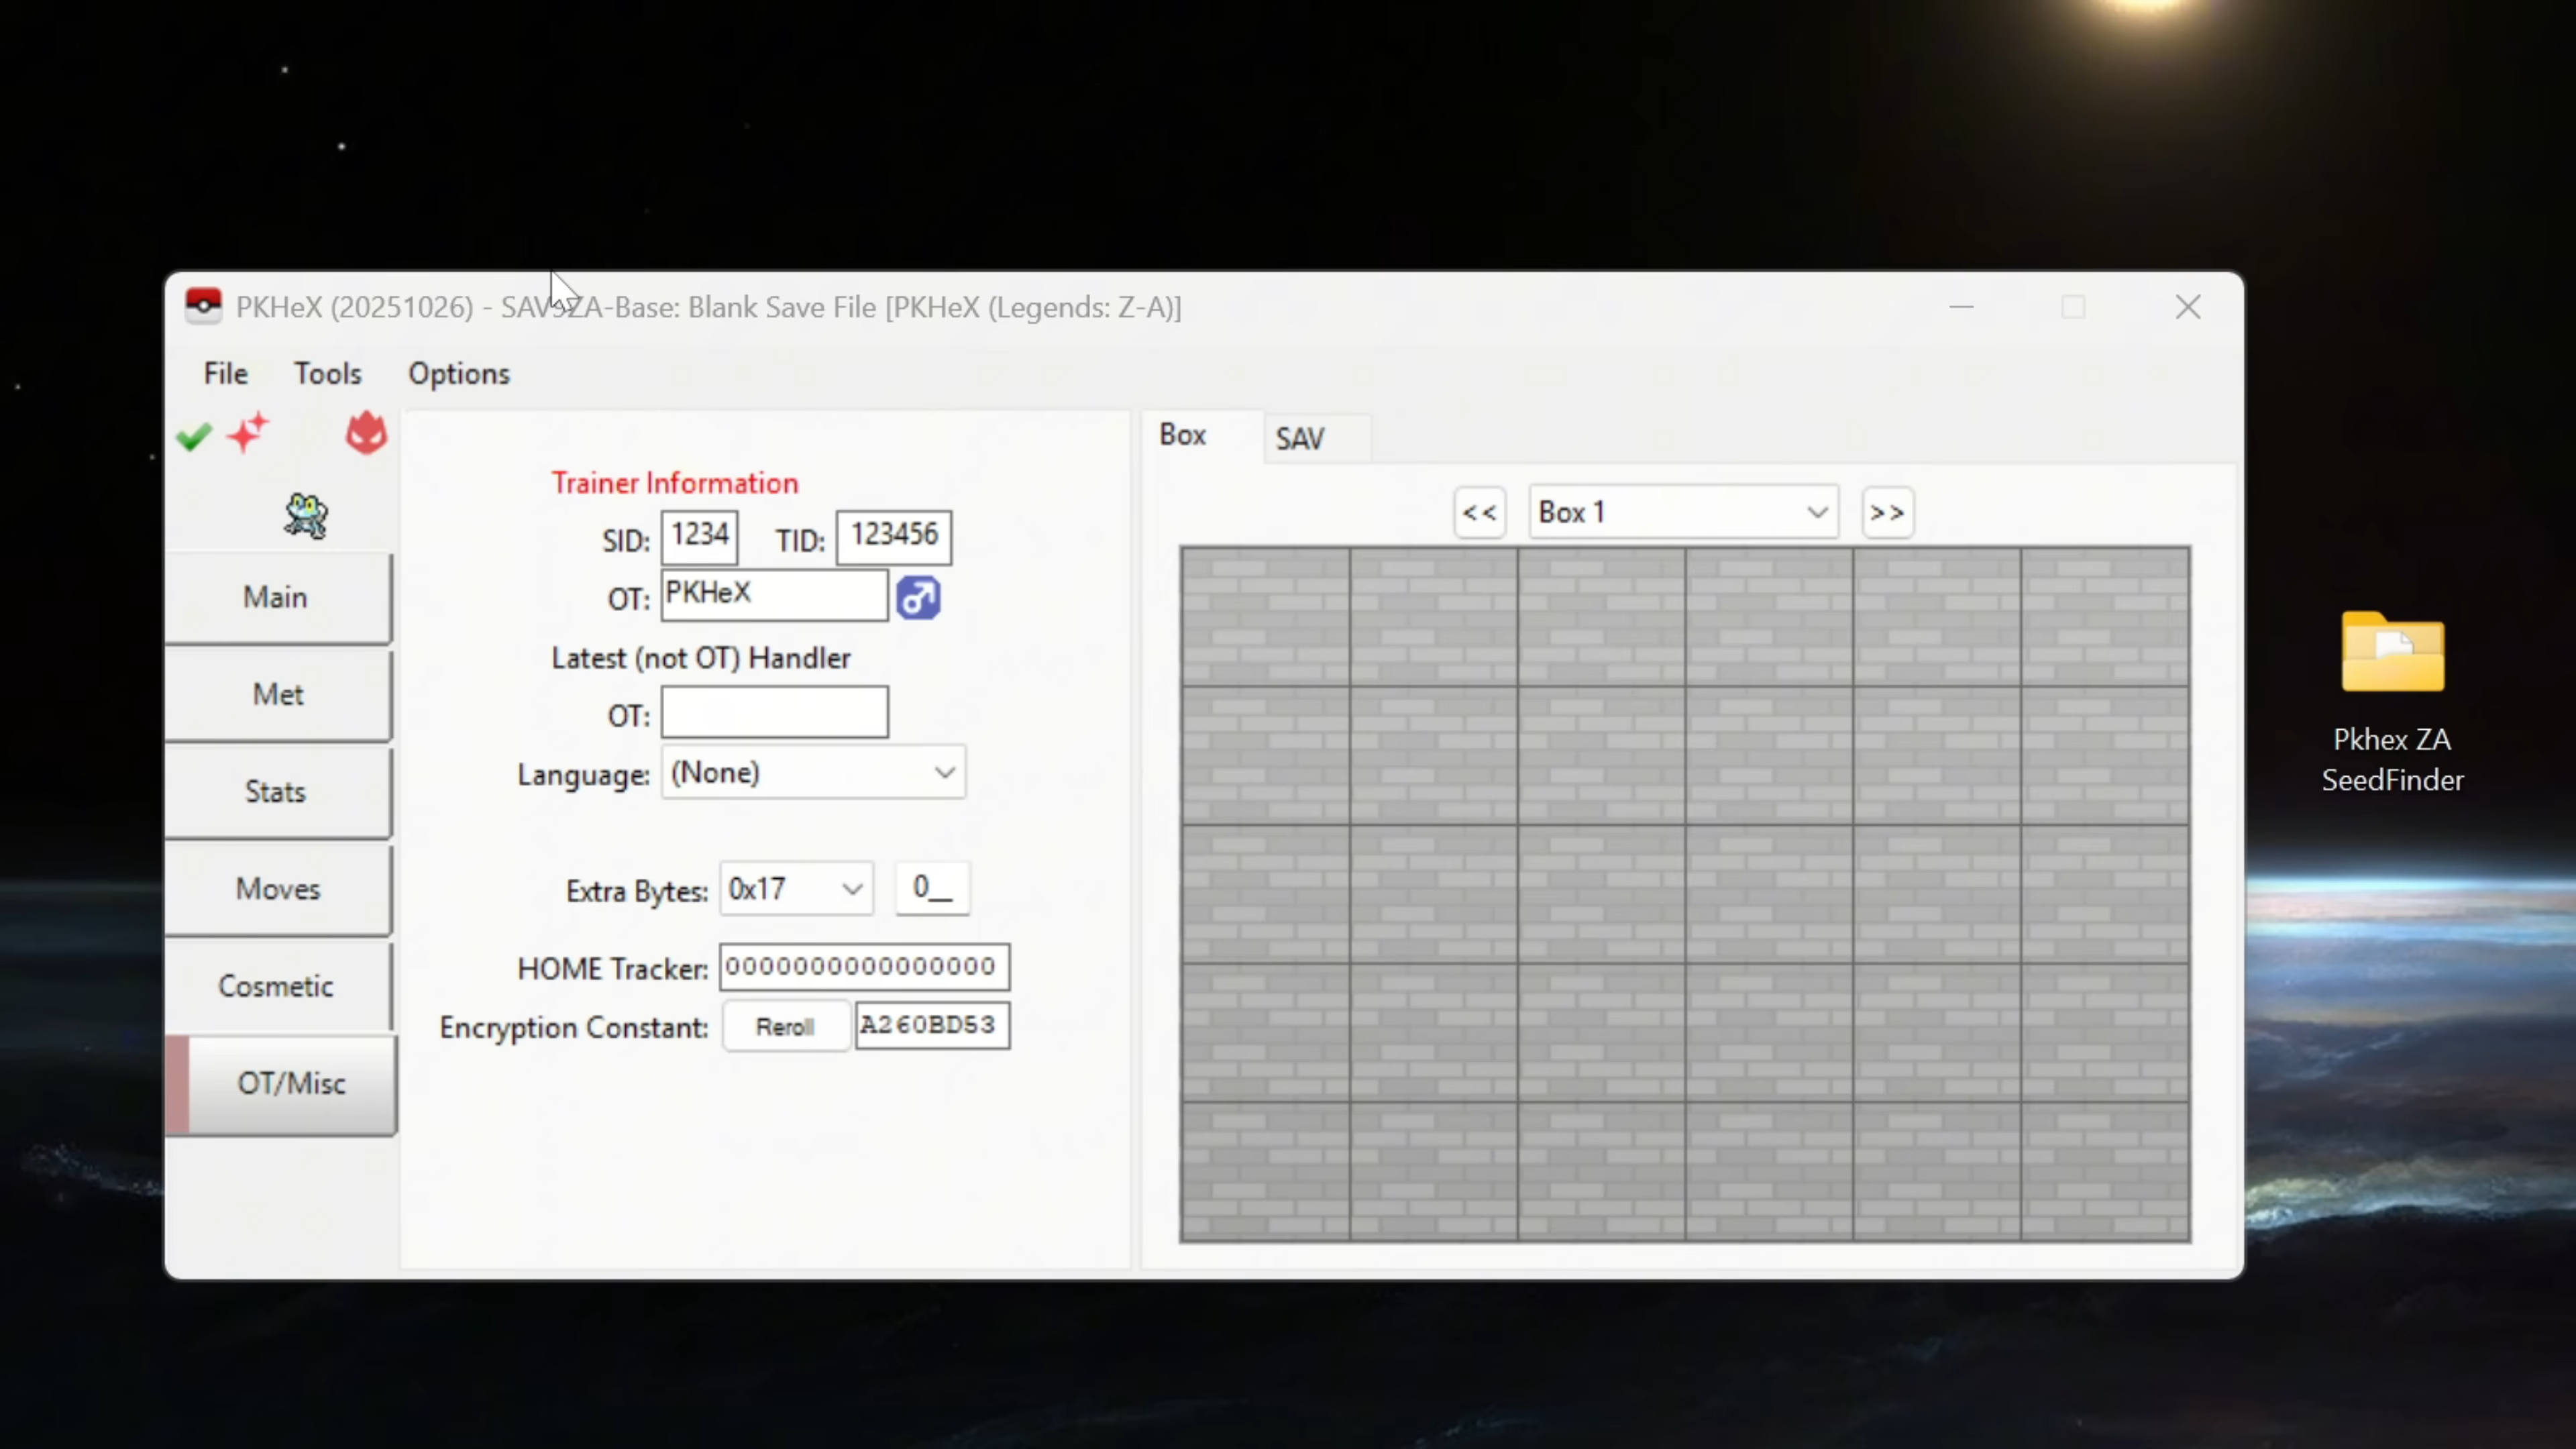 PKHeX (20251026) - SAV9ZA-Base: Blank Save File [PKHeX (Legends: Z-A)]
File Tools Options
Box SAV
Trainer Information
SID: 1234 TID: 123456
<< Box 1 >>
OT: PKHeX
Main
Latest (not OT) Handler
Met
OT:
Pkhex ZA
SeedFinder
Language: (None)
Stats
Extra Bytes: 0x17 0__
Moves
HOME Tracker: 0000000000000000
Cosmetic
Encryption Constant: Reroll A260BD53
OT/Misc